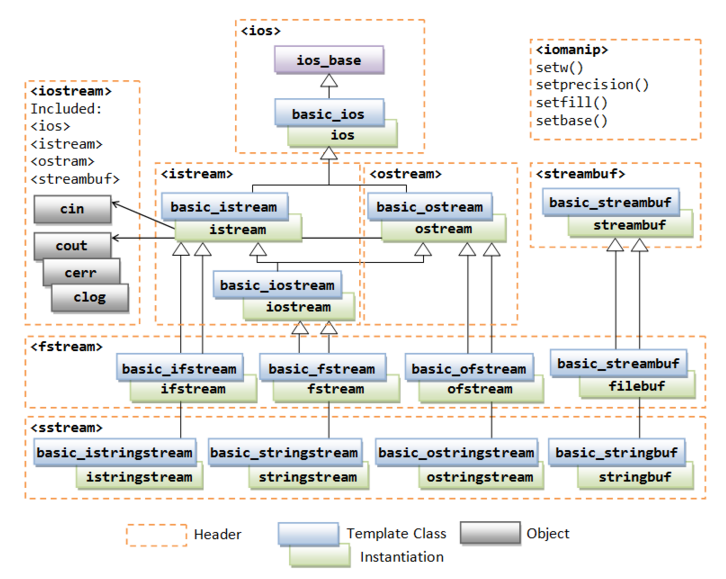 <ios>
ios_base
basic_ios
ios
<iomanip>
setw()
setprecision()
setfill()
setbase()
<iostream>
Included:
<ios>
<istream>
<ostram>
<streambuf>
cin
cout
cerr
clog
<istream>
basic_istream
istream
<ostream>
basic_ostream
ostream
basic_iostream
iostream
<streambuf>
basic_streambuf
streambuf
<fstream>
basic_ifstream
ifstream
basic_fstream
fstream
basic_ofstream
ofstream
basic_streambuf
filebuf
<sstream>
basic_istringstream
istringstream
basic_stringstream
stringstream
basic_ostringstream
ostringstream
basic_stringbuf
stringbuf
Header
Template Class
Instantiation
Object